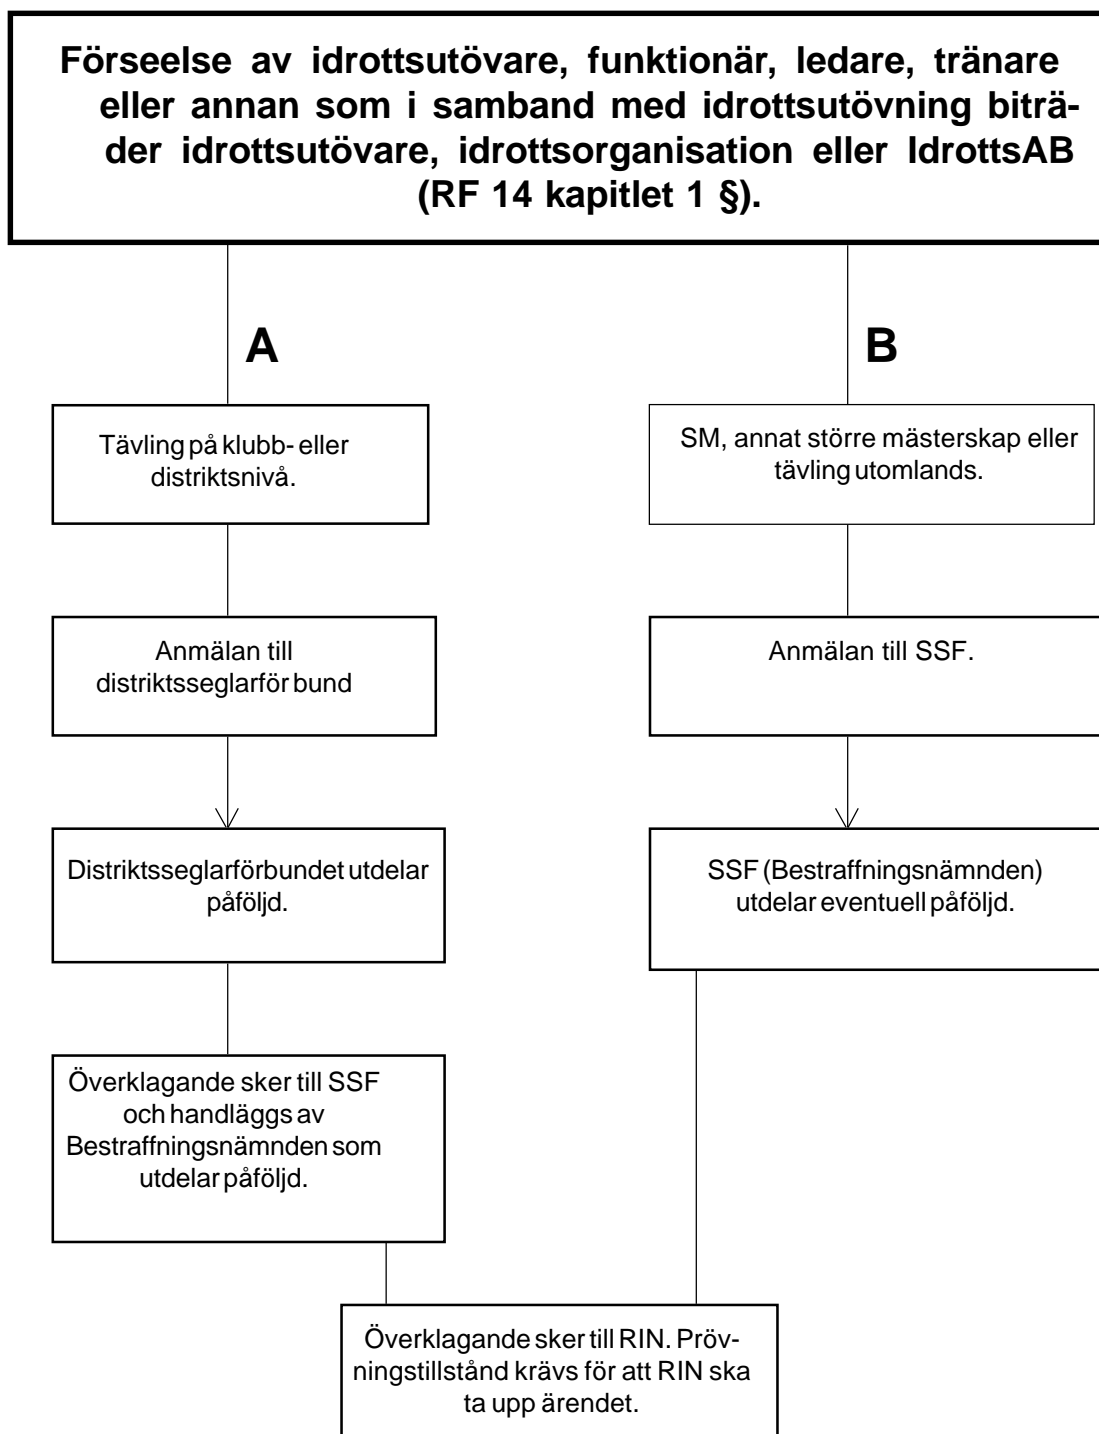 Förseelse av idrottsutövare, funktionär, ledare, tränare
eller annan som i samband med idrottsutövning biträ-
der idrottsutövare, idrottsorganisation eller IdrottsAB
(RF 14 kapitlet 1 §).
A
B
Tävling på klubb- eller
distriktsnivå.
SM, annat större mästerskap eller
tävling utomlands.
Anmälan till
distriktsseglarför bund
Anmälan till SSF.
Distriktsseglarförbundet utdelar
påföljd.
SSF (Bestraffningsnämnden)
utdelar eventuell påföljd.
Överklagande sker till SSF
och handläggs av
Bestraffningsnämnden som
utdelar påföljd.
Överklagande sker till RIN. Pröv-
ningstillstånd krävs för att RIN ska
ta upp ärendet.